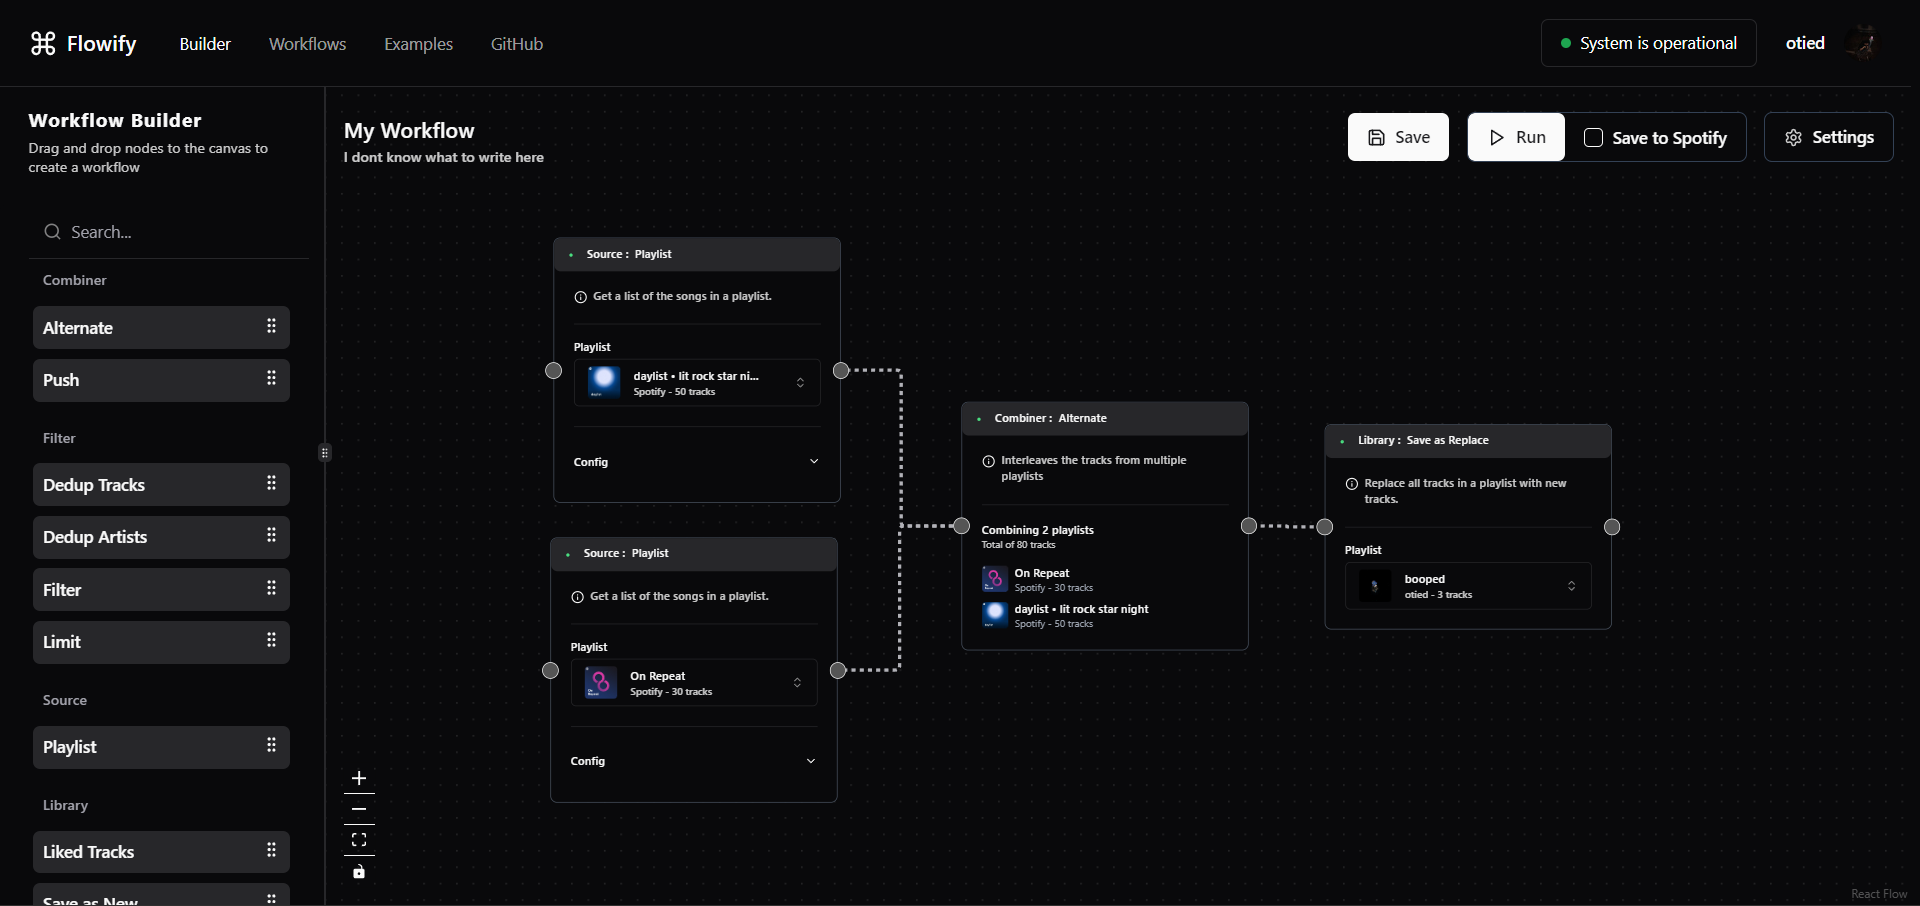 Flowify
Builder
Workflows
Examples
GitHub
System is operational
otied
Workflow Builder
Drag and drop nodes to the canvas to
create a workflow
Search...
Combiner
Alternate
Push
Filter
Dedup Tracks
Dedup Artists
Filter
Limit
Source
Playlist
Library
Liked Tracks
Save as New
My Workflow
I dont know what to write here
Save
Run
Save to Spotify
Settings
Source : Playlist
Get a list of the songs in a playlist.
Playlist
daylist • lit rock star ni...
Spotify - 50 tracks
Config
Source : Playlist
Get a list of the songs in a playlist.
Playlist
On Repeat
Spotify - 30 tracks
Config
Combiner : Alternate
Interleaves the tracks from multiple
playlists
Combining 2 playlists
Total of 80 tracks
On Repeat
Spotify - 30 tracks
daylist • lit rock star night
Spotify - 50 tracks
Library : Save as Replace
Replace all tracks in a playlist with new
tracks.
Playlist
booped
otied - 3 tracks
React Flow